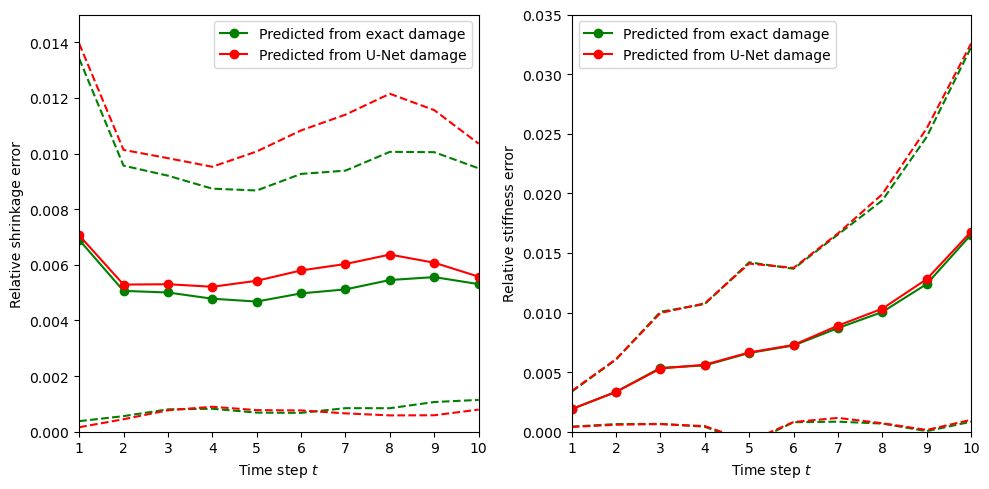 Relative shrinkage error
0.014
0.012
0.010
0.008
0.006
0.004
0.002
0.000
Predicted from exact damage
Predicted from U-Net damage
1 2 3 4 5 6 7 8 9 10
Time step t
Relative stiffness error
0.035
0.030
0.025
0.020
0.015
0.010
0.005
0.000
Predicted from exact damage
Predicted from U-Net damage
1 2 3 4 5 6 7 8 9 10
Time step t